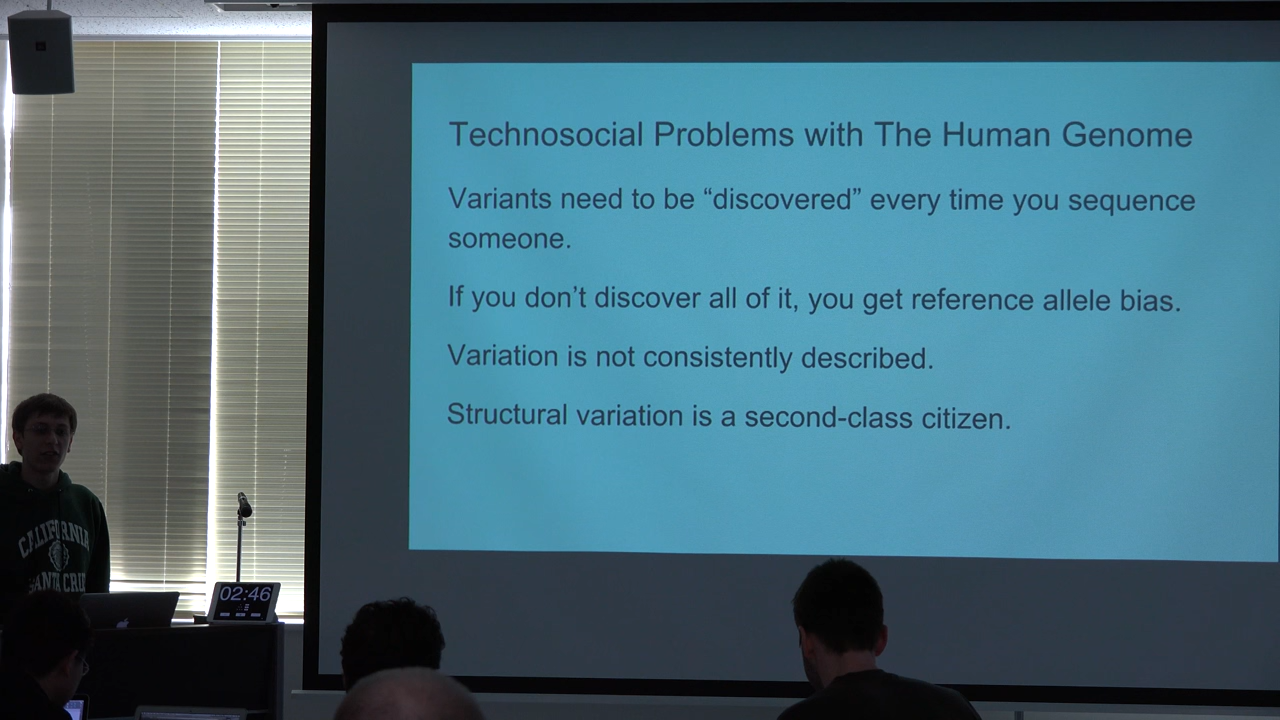 Technosocial Problems with The Human Genome
Variants need to be “discovered” every time you sequence
someone.
If you don’t discover all of it, you get reference allele bias.
Variation is not consistently described.
Structural variation is a second-class citizen.
CALIFORNIA
SANTA CRUZ
02:46